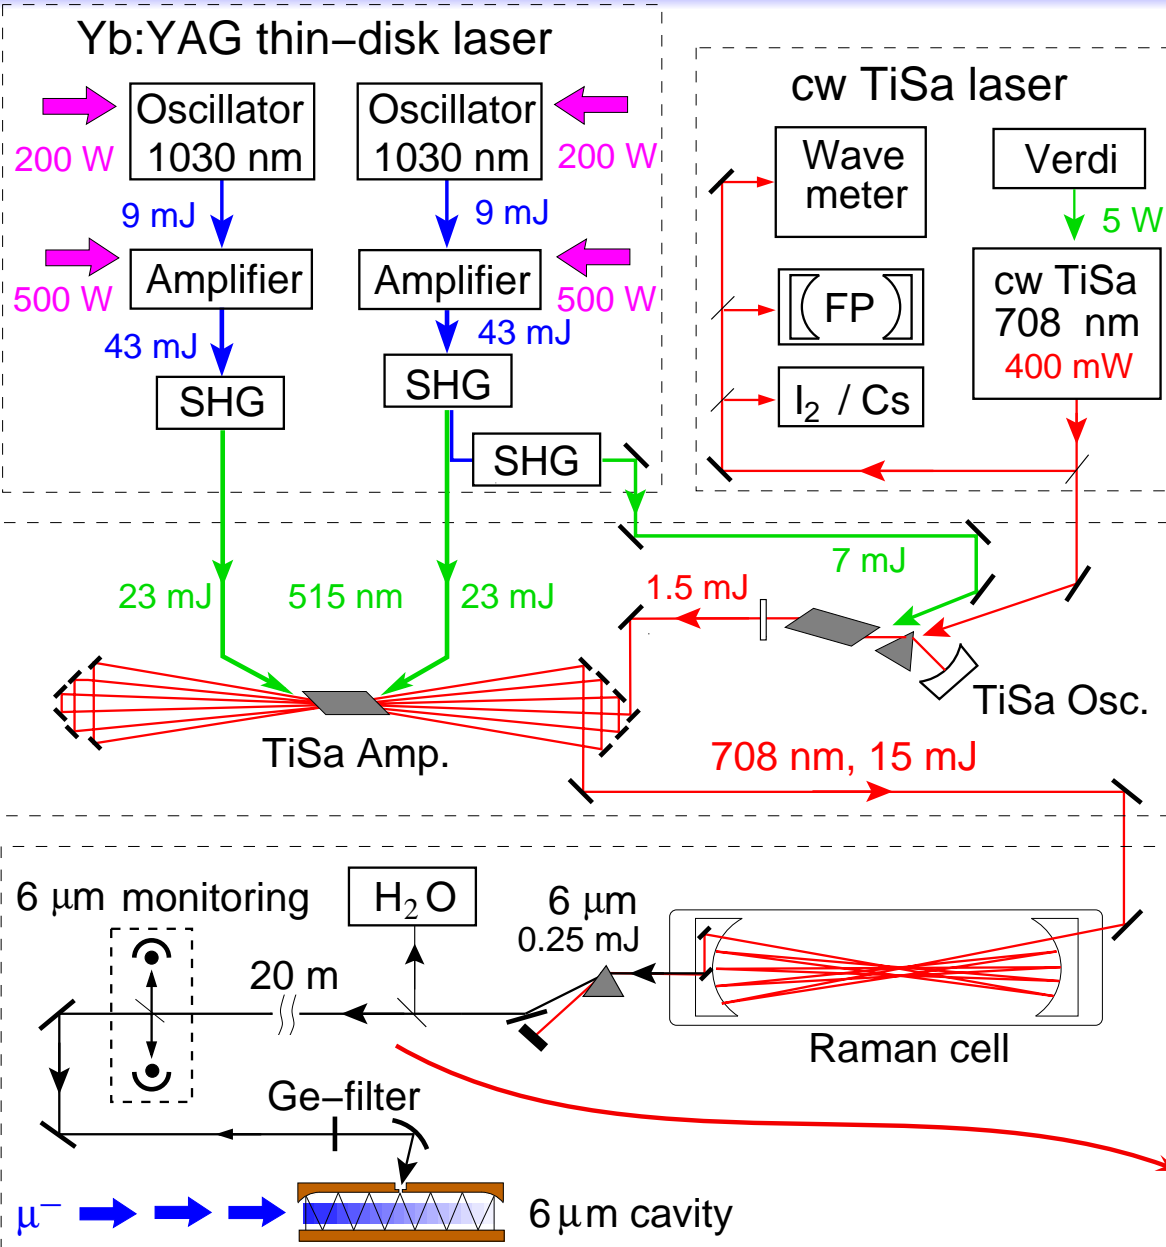 Yb:YAG thin−disk laser
Oscillator
1030 nm
Oscillator
1030 nm
200 W
200 W
9 mJ
9 mJ
Amplifier
Amplifier
500 W
500 W
43 mJ
43 mJ
SHG
SHG
SHG
cw TiSa laser
Wave
meter
Verdi
5 W
FP
cw TiSa
708 nm
400 mW
I₂ / Cs
23 mJ
515 nm
23 mJ
7 mJ
1.5 mJ
TiSa Osc.
TiSa Amp.
708 nm, 15 mJ
6 μm monitoring
H₂O
6 μm
0.25 mJ
20 m
Raman cell
Ge−filter
μ⁻
6 μm cavity